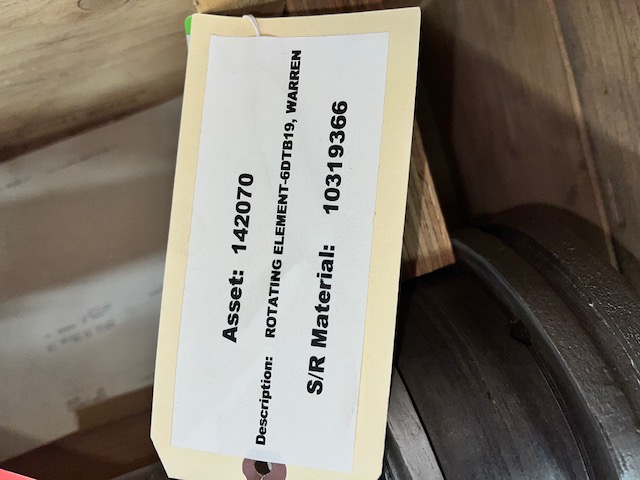 Asset: 142070
Description: ROTATING ELEMENT-6DTB19, WARREN
S/R Material: 10319366